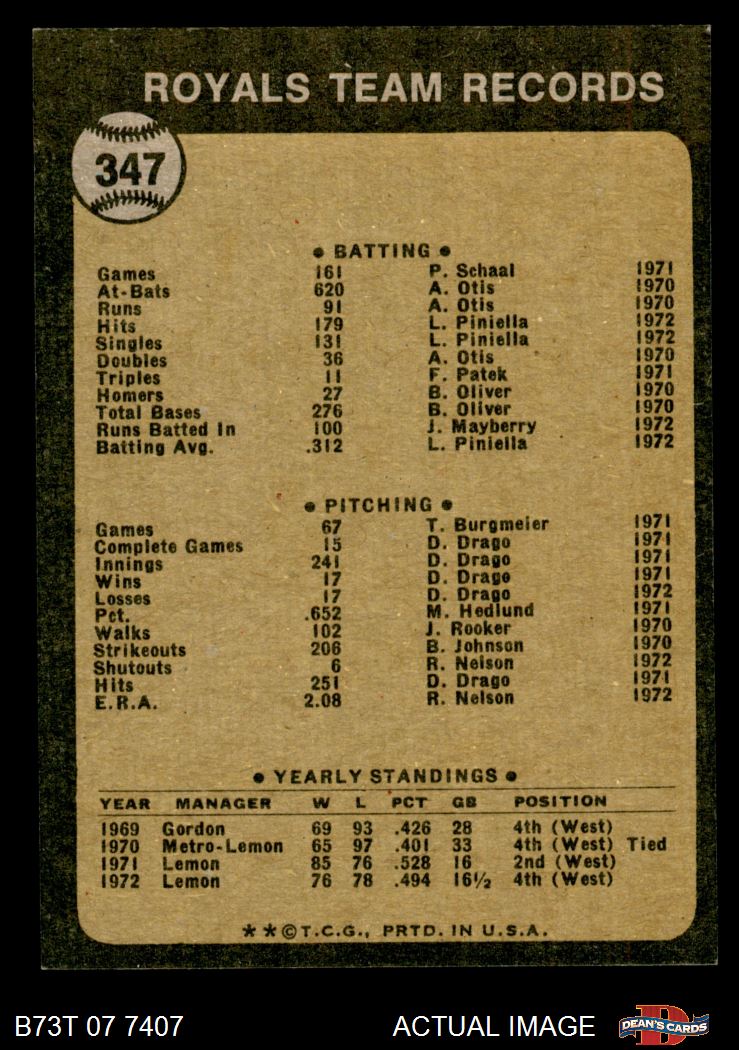 ROYALS TEAM RECORDS
347
• BATTING •
Games 161 P. Schaal 1971
At-Bats 620 A. Otis 1970
Runs 91 A. Otis 1970
Hits 179 L. Piniella 1972
Singles 131 L. Piniella 1972
Doubles 36 A. Otis 1970
Triples 11 F. Patek 1971
Homers 27 B. Oliver 1970
Total Bases 276 B. Oliver 1970
Runs Batted In 100 J. Mayberry 1972
Batting Avg. .312 L. Piniella 1972
• PITCHING •
Games 67 T. Burgmeier 1971
Complete Games 15 D. Drago 1971
Innings 241 D. Drago 1971
Wins 17 D. Drago 1971
Losses 17 D. Drago 1972
Pct. .652 M. Hedlund 1971
Walks 102 J. Rooker 1970
Strikeouts 206 B. Johnson 1970
Shutouts 6 R. Nelson 1972
Hits 251 D. Drago 1971
E.R.A. 2.08 R. Nelson 1972
• YEARLY STANDINGS •
YEAR MANAGER W L PCT GB POSITION
1969 Gordon 69 93 .426 28 4th (West)
1970 Metro-Lemon 65 97 .401 33 4th (West) Tied
1971 Lemon 85 76 .528 16 2nd (West)
1972 Lemon 76 78 .494 16½ 4th (West)
**©T.C.G., PRTD. IN U.S.A.
B73T 07 7407 ACTUAL IMAGE D DEAN'S CARDS